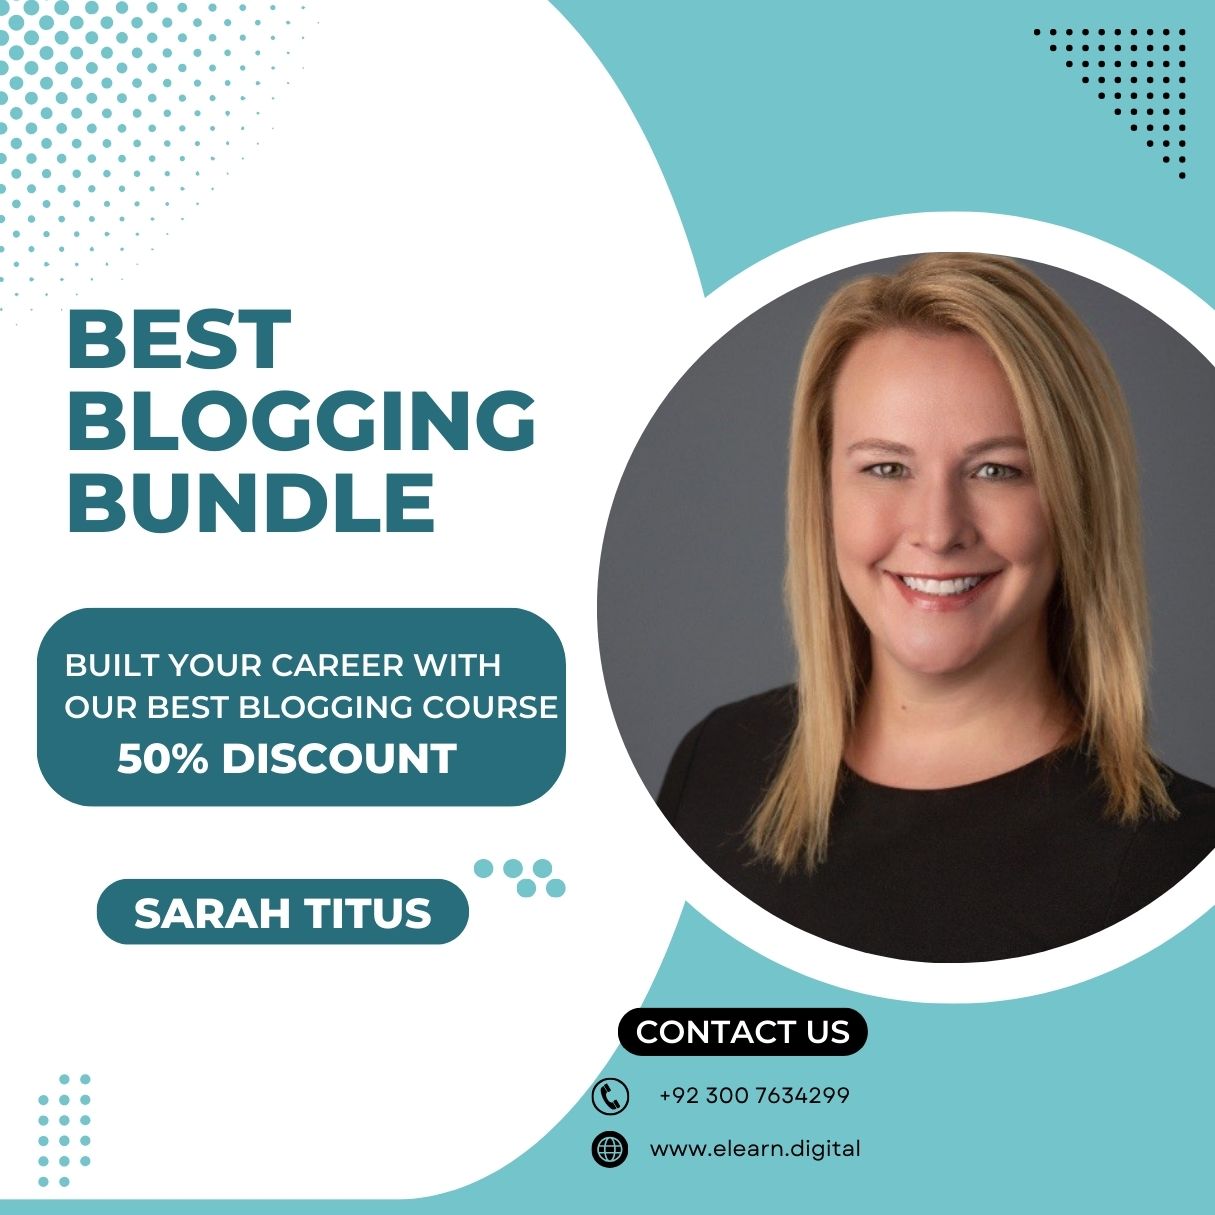 BEST
BLOGGING
BUNDLE
BUILT YOUR CAREER WITH
OUR BEST BLOGGING COURSE
50% DISCOUNT
SARAH TITUS
CONTACT US
+92 300 7634299
www.elearn.digital